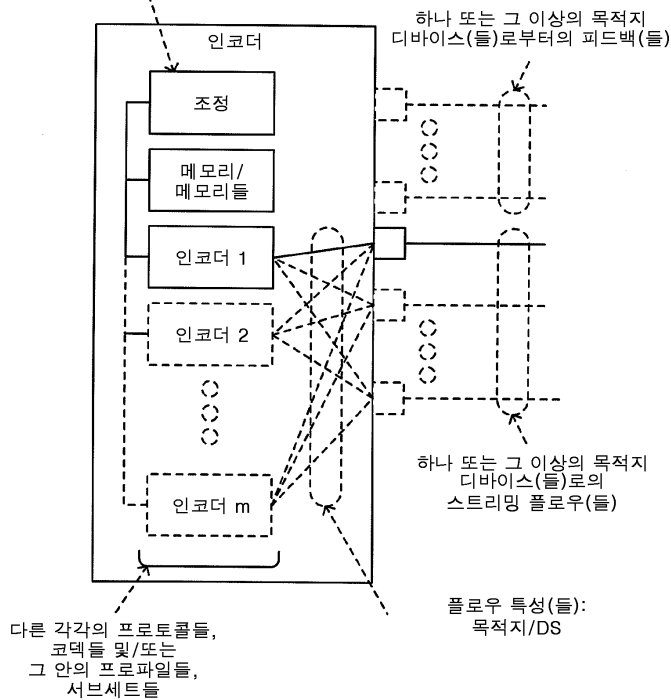 하나 또는 그 이상의 목적지
디바이스(들)로부터의 피드백(들)
인코더
조정
메모리/
메모리들
인코더 1
인코더 2
인코더 m
하나 또는 그 이상의 목적지
디바이스(들)로의
스트리밍 플로우(들)
플로우 특성(들):
목적지/DS
다른 각각의 프로토콜들,
코덱들 및/또는
그 안의 프로파일들,
서브세트들